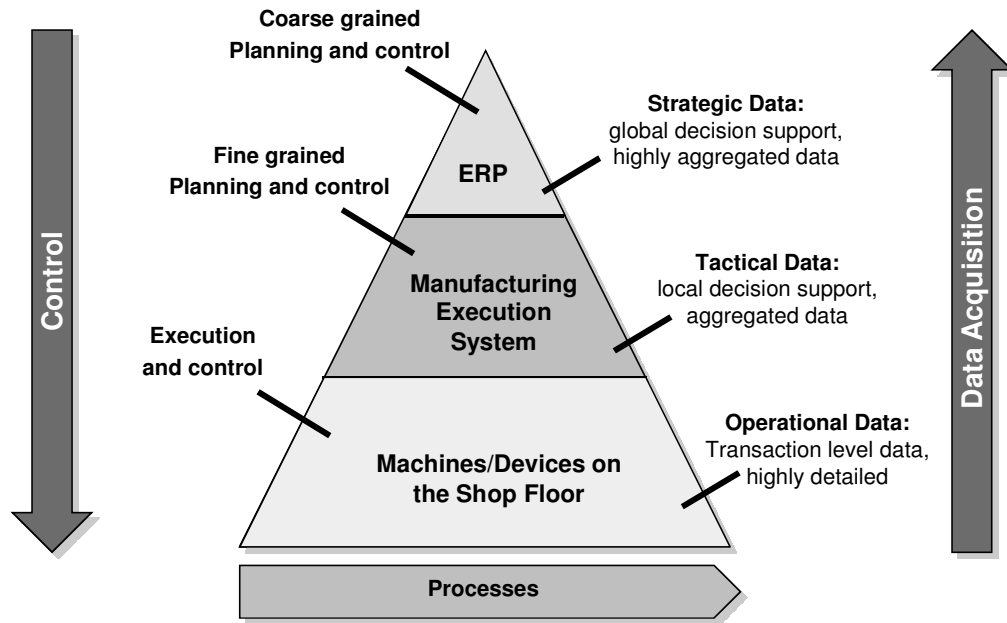 Coarse grained
Planning and control
Strategic Data:
global decision support,
highly aggregated data
Fine grained
Planning and control
ERP
Control
Data Acquisition
Manufacturing
Execution
System
Tactical Data:
local decision support,
aggregated data
Execution
and control
Operational Data:
Transaction level data,
highly detailed
Machines/Devices on
the Shop Floor
Processes